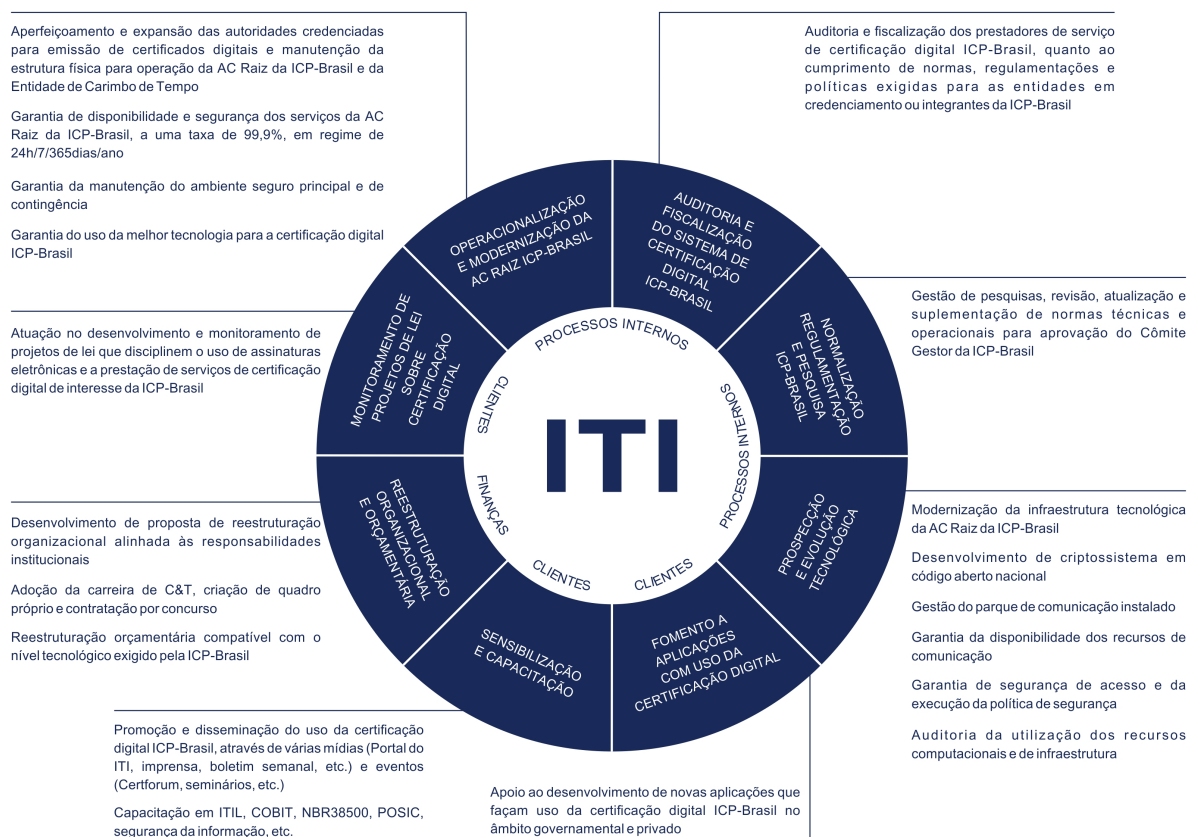 Aperfeiçoamento e expansão das autoridades credenciadas
para emissão de certificados digitais e manutenção da
estrutura física para operação da AC Raiz da ICP-Brasil e da
Entidade de Carimbo de Tempo
Garantia de disponibilidade e segurança dos serviços da AC
Raiz da ICP-Brasil, a uma taxa de 99,9%, em regime de
24h/7/365dias/ano
Garantia da manutenção do ambiente seguro principal e de
contingência
Garantia do uso da melhor tecnologia para a certificação digital
ICP-Brasil
Auditoria e fiscalização dos prestadores de serviço
de certificação digital ICP-Brasil, quanto ao
cumprimento de normas, regulamentações e
políticas exigidas para as entidades em
credenciamento ou integrantes da ICP-Brasil
OPERACIONALIZAÇÃO
E MODERNIZAÇÃO DA
AC RAIZ ICP-BRASIL
AUDITORIA E
FISCALIZAÇÃO
DO SISTEMA DE
CERTIFICAÇÃO
DIGITAL
ICP-BRASIL
Atuação no desenvolvimento e monitoramento de
projetos de lei que disciplinem o uso de assinaturas
eletrônicas e a prestação de serviços de certificação
digital de interesse da ICP-Brasil
MONITORAMENTO DE
PROJETOS DE LEI
SOBRE
CERTIFICAÇÃO
DIGITAL
NORMALIZAÇÃO
REGULAMENTAÇÃO
E PESQUISA
ICP-BRASIL
Gestão de pesquisas, revisão, atualização e
suplementação de normas técnicas e
operacionais para aprovação do Cômite
Gestor da ICP-Brasil
PROCESSOS INTERNOS
CLIENTES
PROCESSOS INTERNOS
ITI
FINANÇAS
CLIENTES
CLIENTES
Desenvolvimento de proposta de reestruturação
organizacional alinhada às responsabilidades
institucionais
Adoção da carreira de C&T, criação de quadro
próprio e contratação por concurso
Reestruturação orçamentária compatível com o
nível tecnológico exigido pela ICP-Brasil
REESTRUTURAÇÃO
ORGANIZACIONAL
E ORÇAMENTÁRIA
PROSPECÇÃO
E EVOLUÇÃO
TECNOLÓGICA
Modernização da infraestrutura tecnológica
da AC Raiz da ICP-Brasil
Desenvolvimento de criptossistema em
código aberto nacional
Gestão do parque de comunicação instalado
Garantia da disponibilidade dos recursos de
comunicação
Garantia de segurança de acesso e da
execução da política de segurança
Auditoria da utilização dos recursos
computacionais e de infraestrutura
SENSIBILIZAÇÃO
E CAPACITAÇÃO
FOMENTO A
APLICAÇÕES
COM USO DA
CERTIFICAÇÃO DIGITAL
Promoção e disseminação do uso da certificação
digital ICP-Brasil, através de várias mídias (Portal do
ITI, imprensa, boletim semanal, etc.) e eventos
(Certforum, seminários, etc.)
Capacitação em ITIL, COBIT, NBR38500, POSIC,
segurança da informação, etc.
Apoio ao desenvolvimento de novas aplicações que
façam uso da certificação digital ICP-Brasil no
âmbito governamental e privado